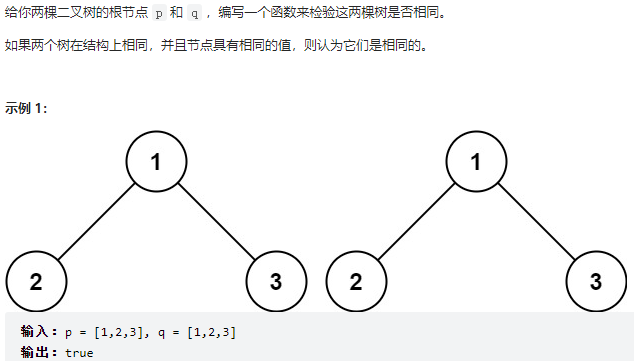 给你两棵二叉树的根节点 p 和 q ，编写一个函数来检验这两棵树是否相同。
如果两个树在结构上相同，并且节点具有相同的值，则认为它们是相同的。
示例 1：
1
1
2
3
2
3
输入：p = [1,2,3], q = [1,2,3]
输出：true